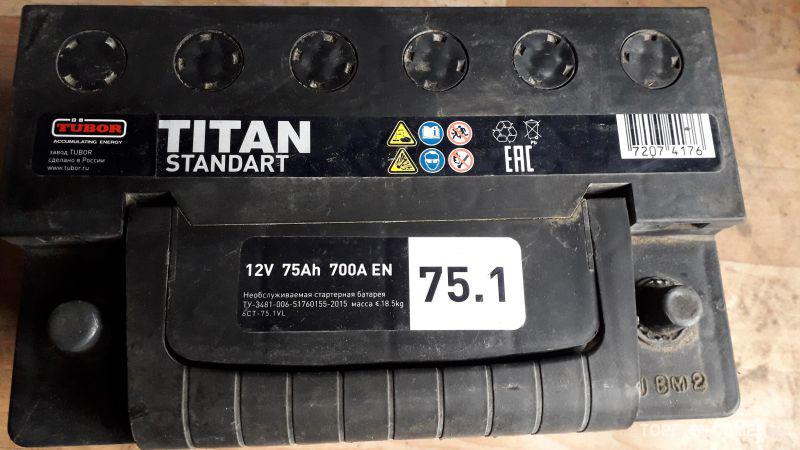 TUBOR
ACCUMULATING ENERGY
завод TUBOR
сделано в России
www.tubor.ru
TITAN
STANDART
Pb
EAC
7207 4176
12V 75Ah 700A EN
75.1
Необслуживаемая стартерная батарея
ТУ-3481-006-51760155-2015 масса ≤ 18.5kg
6СТ-75.1VL
BM2